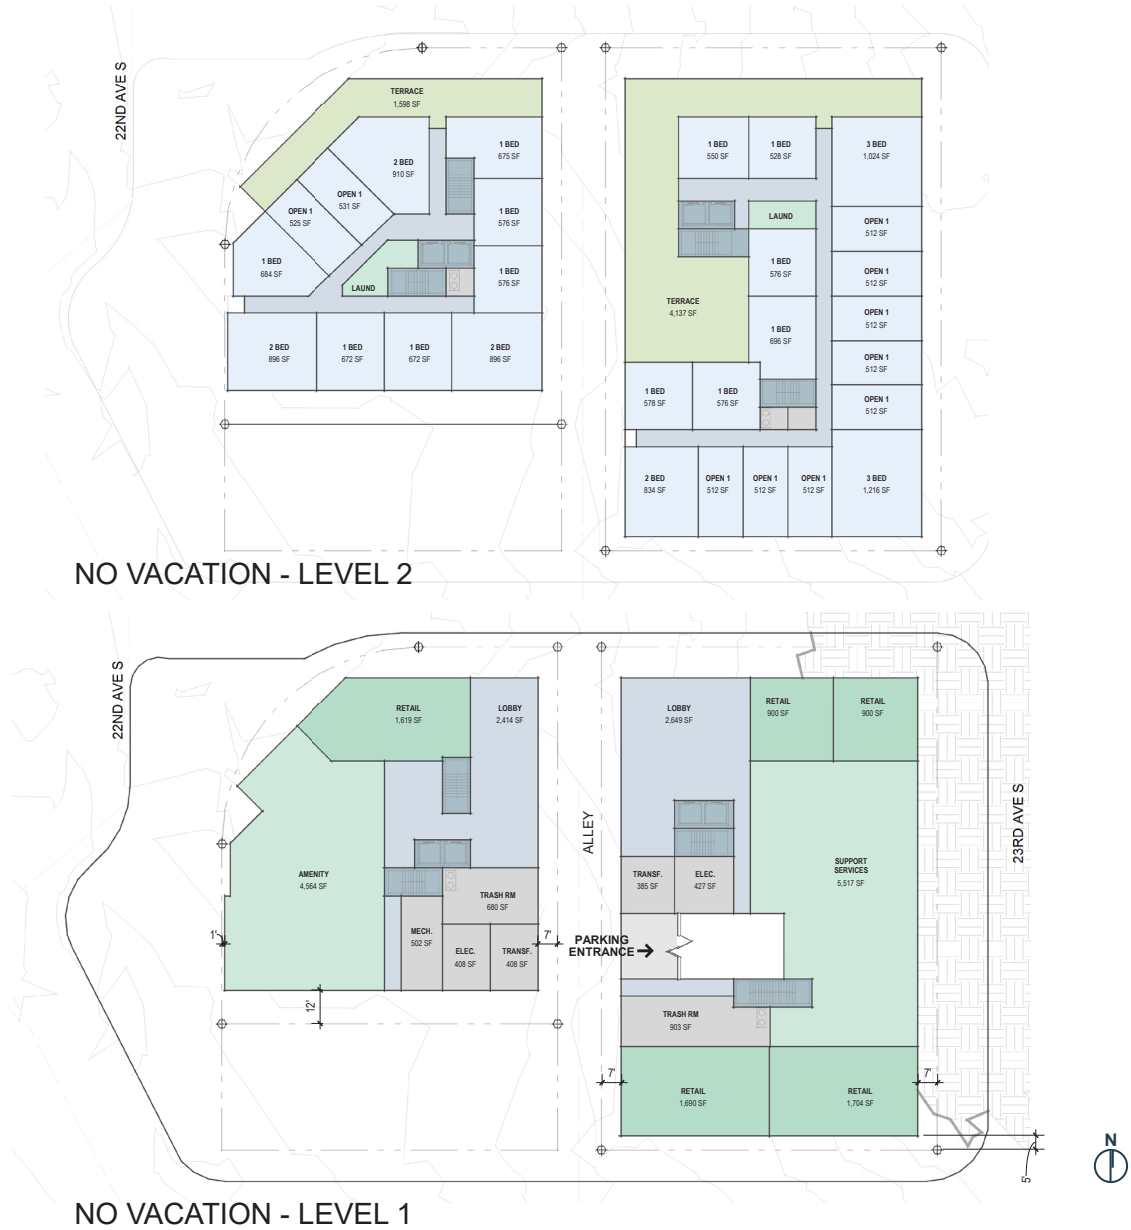 22ND AVE S
TERRACE
1,598 SF
2 BED
910 SF
1 BED
675 SF
OPEN 1
531 SF
OPEN 1
525 SF
1 BED
576 SF
1 BED
684 SF
1 BED
576 SF
LAUND
2 BED
896 SF
1 BED
672 SF
1 BED
672 SF
2 BED
896 SF
1 BED
550 SF
1 BED
528 SF
3 BED
1,024 SF
LAUND
OPEN 1
512 SF
1 BED
576 SF
OPEN 1
512 SF
TERRACE
4,137 SF
OPEN 1
512 SF
1 BED
696 SF
OPEN 1
512 SF
1 BED
578 SF
1 BED
576 SF
OPEN 1
512 SF
2 BED
834 SF
OPEN 1
512 SF
OPEN 1
512 SF
OPEN 1
512 SF
3 BED
1,216 SF
NO VACATION - LEVEL 2
22ND AVE S
RETAIL
1,619 SF
LOBBY
2,414 SF
AMENITY
4,564 SF
TRASH RM
680 SF
MECH.
502 SF
ELEC.
408 SF
TRANSF.
408 SF
1'
7'
12'
ALLEY
LOBBY
2,649 SF
RETAIL
900 SF
RETAIL
900 SF
23RD AVE S
SUPPORT
SERVICES
5,517 SF
TRANSF.
385 SF
ELEC.
427 SF
PARKING
ENTRANCE
TRASH RM
903 SF
7'
7'
RETAIL
1,690 SF
RETAIL
1,704 SF
5'
N
NO VACATION - LEVEL 1